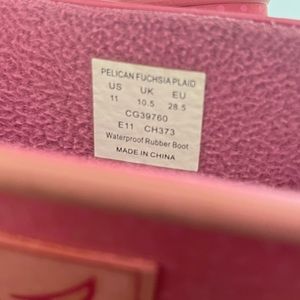 PELICAN FUCHSIA PLAID
US UK EU
11 10.5 28.5
CG39760
E11 CH373
Waterproof Rubber Boot
MADE IN CHINA